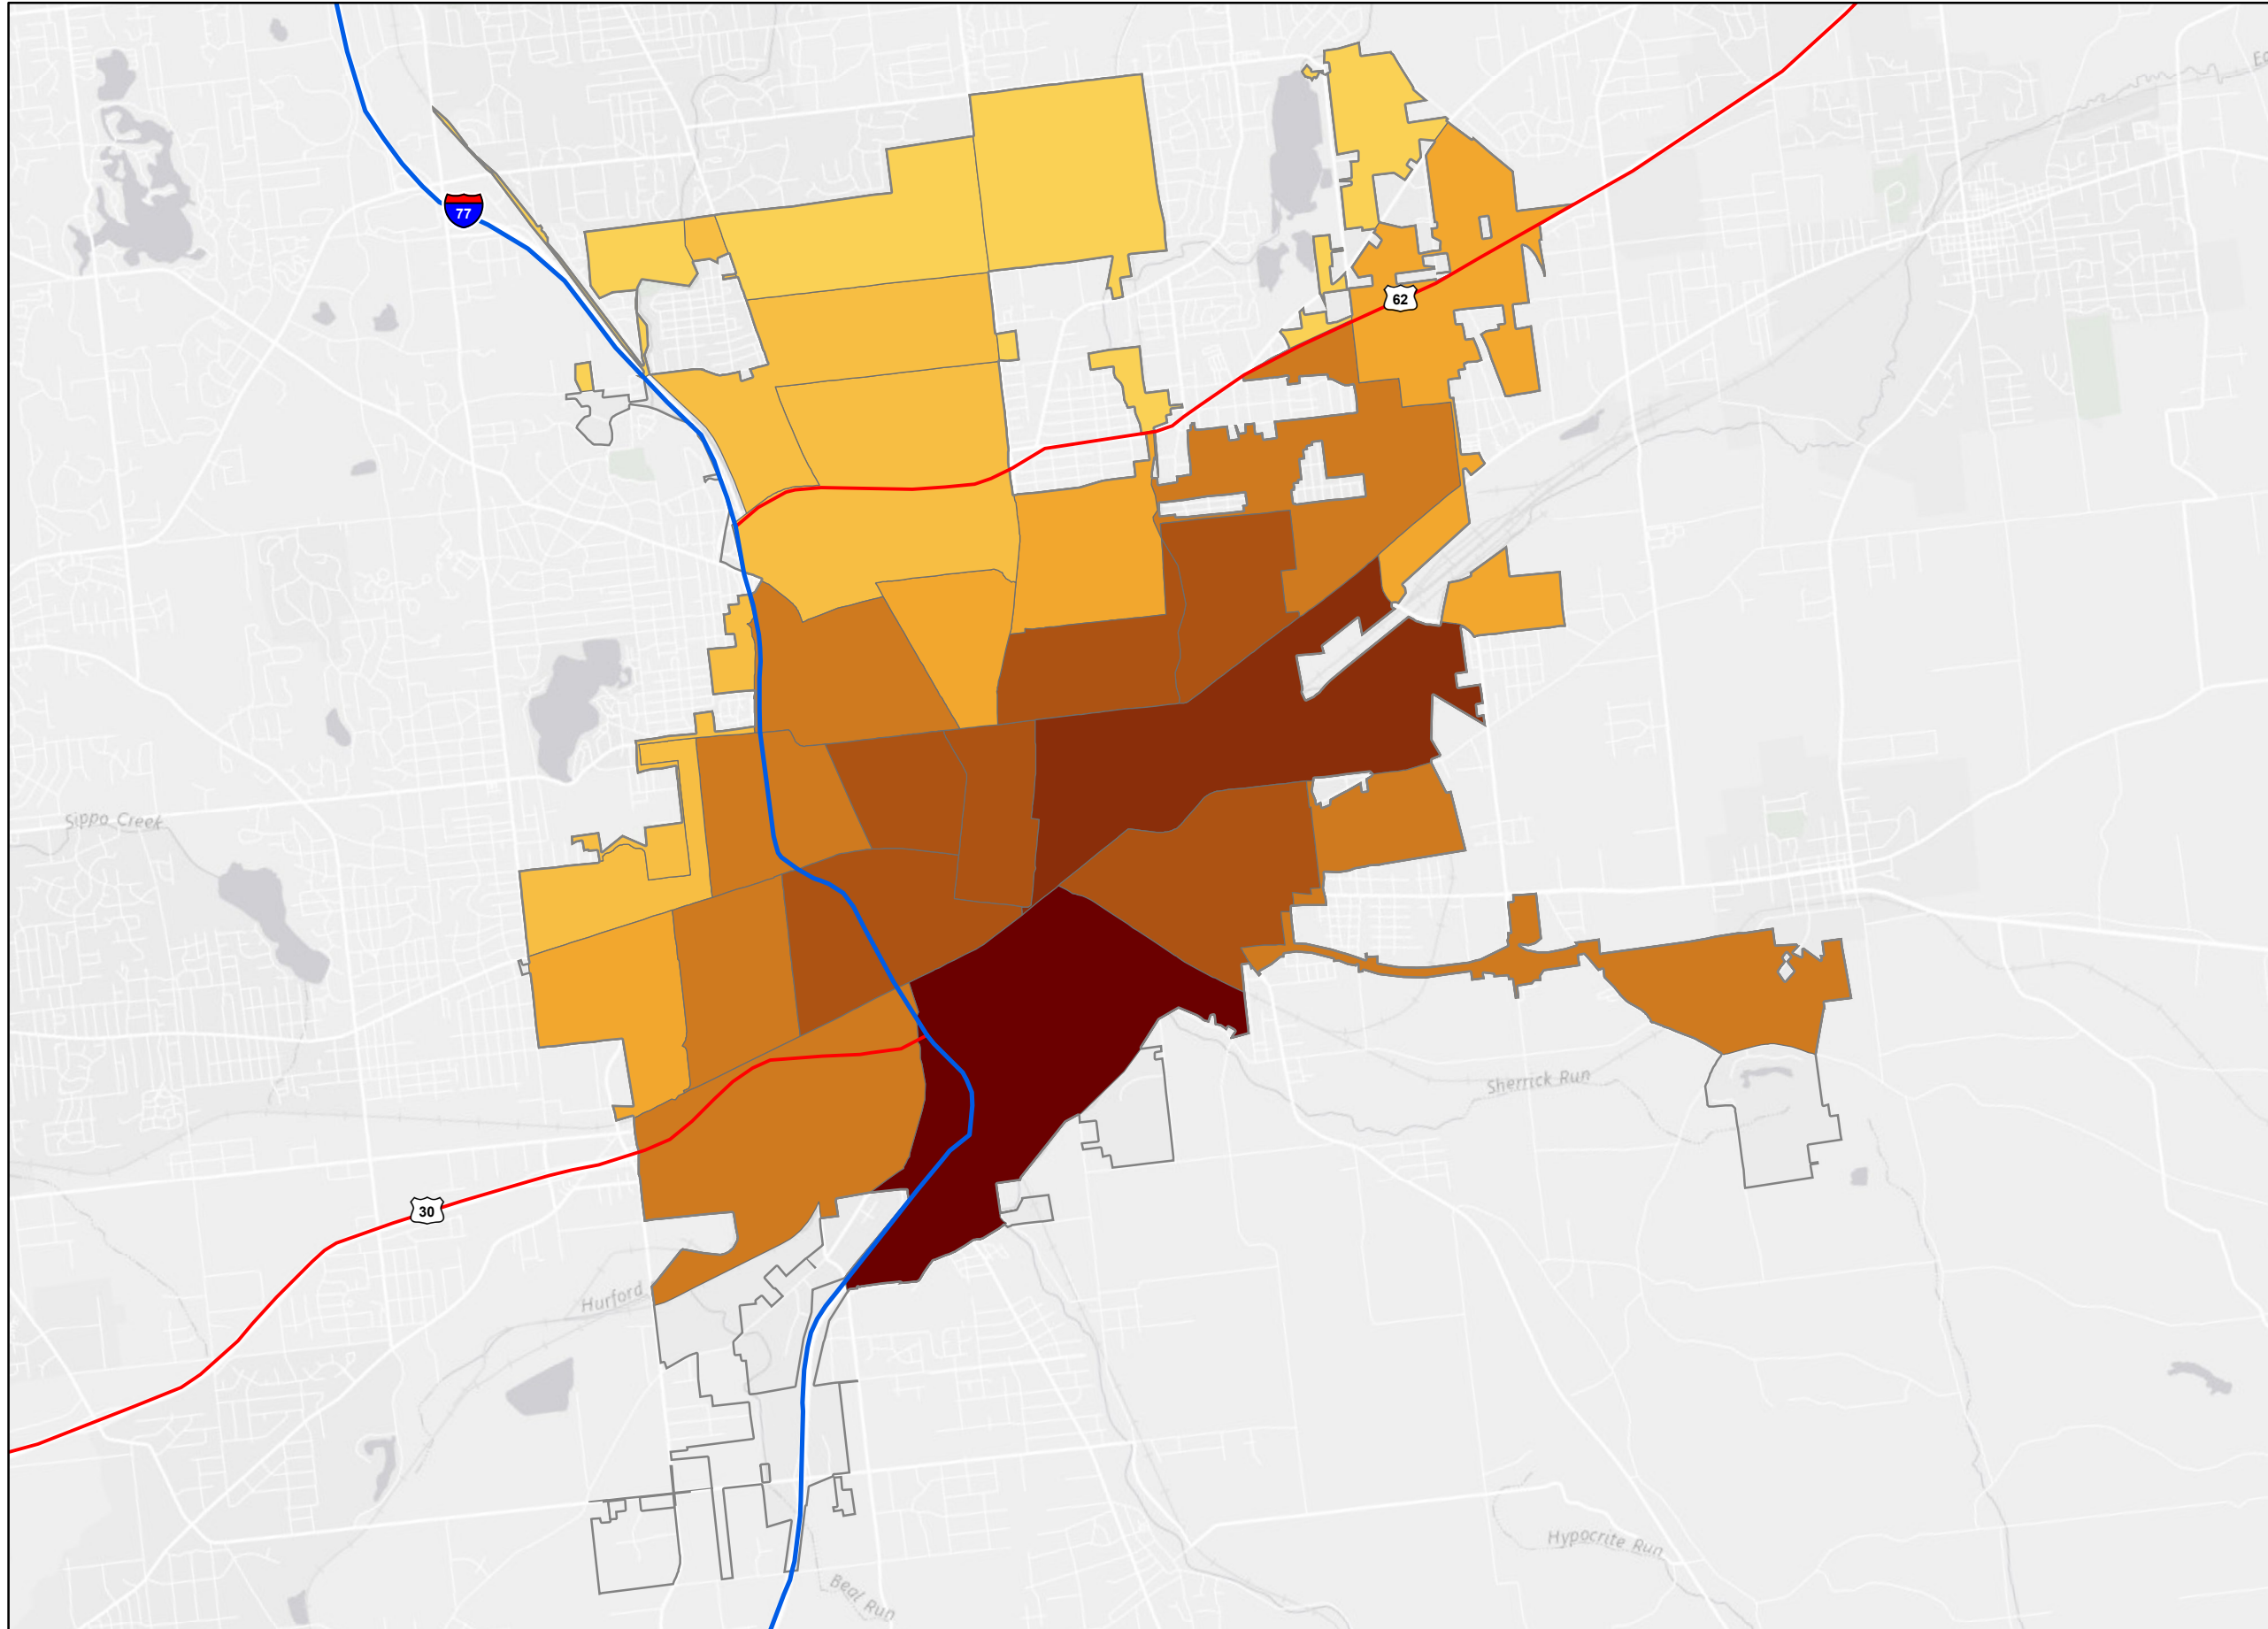 77
62
Sippo Creek
Sherrick Run
30
Hurford
Hypocrite Run
Beal Run